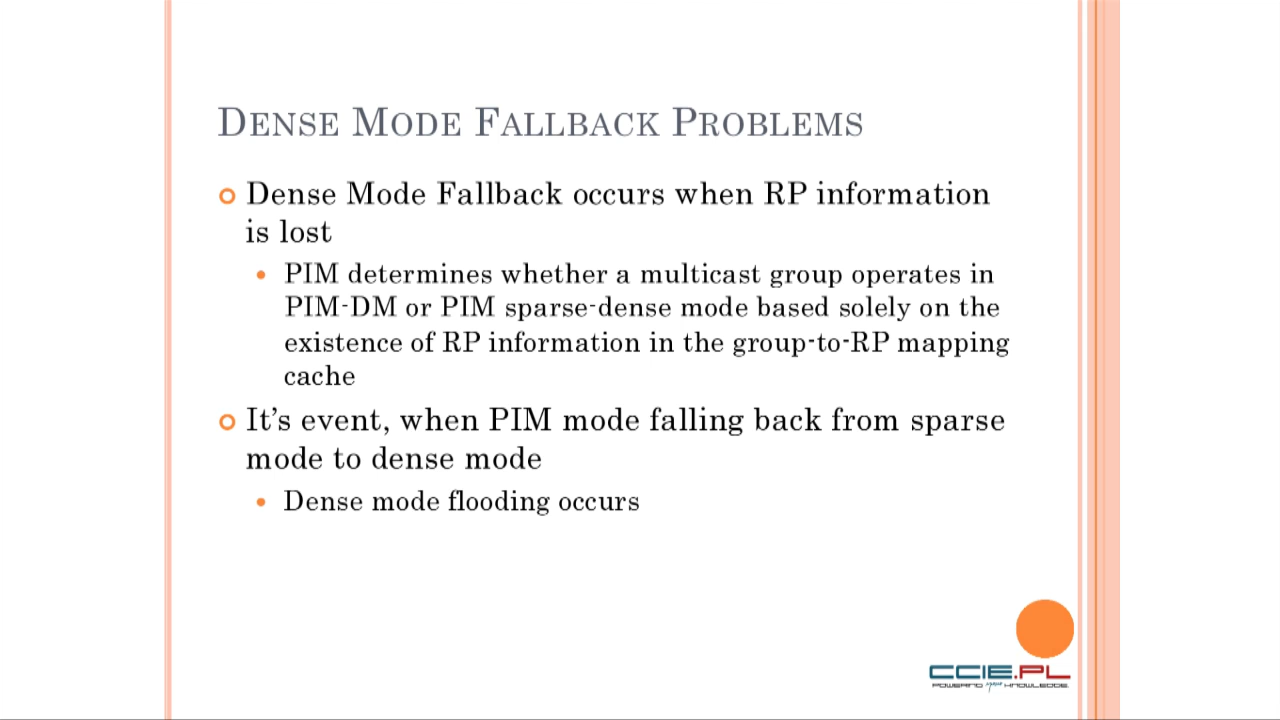 DENSE MODE FALLBACK PROBLEMS
Dense Mode Fallback occurs when RP information
is lost
PIM determines whether a multicast group operates in
PIM-DM or PIM sparse-dense mode based solely on the
existence of RP information in the group-to-RP mapping
cache
It's event, when PIM mode falling back from sparse
mode to dense mode
Dense mode flooding occurs
CCIE.PL
POWERING your KNOWLEDGE